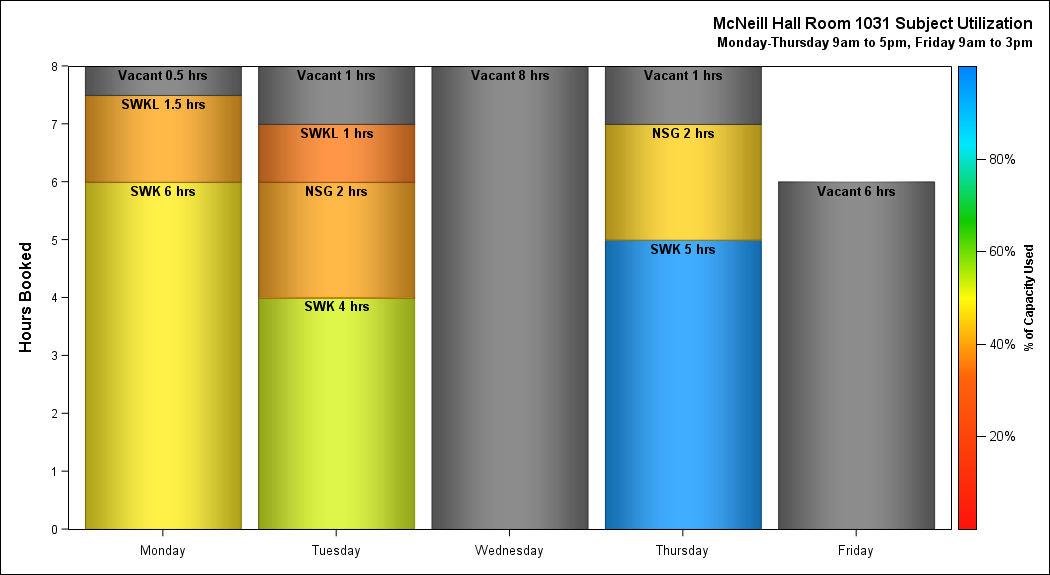 McNeill Hall Room 1031 Subject Utilization
Monday-Thursday 9am to 5pm, Friday 9am to 3pm
Hours Booked
8
7
6
5
4
3
2
1
0
Vacant 0.5 hrs
SWKL 1.5 hrs
SWK 6 hrs
Vacant 1 hrs
SWKL 1 hrs
NSG 2 hrs
SWK 4 hrs
Vacant 8 hrs
Vacant 1 hrs
NSG 2 hrs
SWK 5 hrs
Vacant 6 hrs
Monday
Tuesday
Wednesday
Thursday
Friday
80%
60%
40%
20%
% of Capacity Used